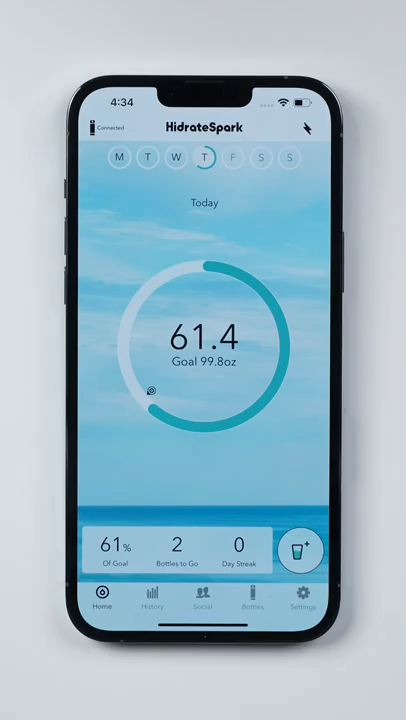 4:34
Connected
HidrateSpark
M T W T F S S
Today
61.4
Goal 99.8oz
61% 2 0
Of Goal Bottles to Go Day Streak
Home History Social Bottles Settings